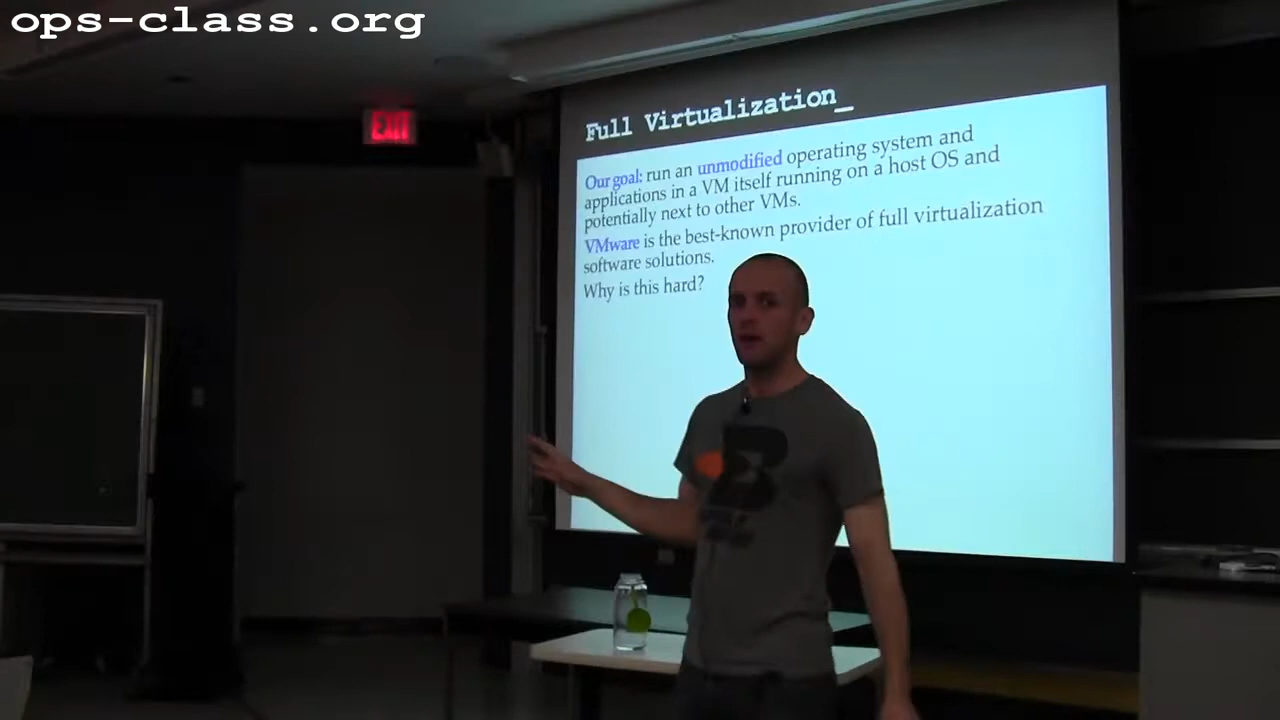 ops-class.org
EXIT
Full Virtualization_
Our goal: run an unmodified operating system and
applications in a VM itself running on a host OS and
potentially next to other VMs.
VMware is the best-known provider of full virtualization
software solutions.
Why is this hard?